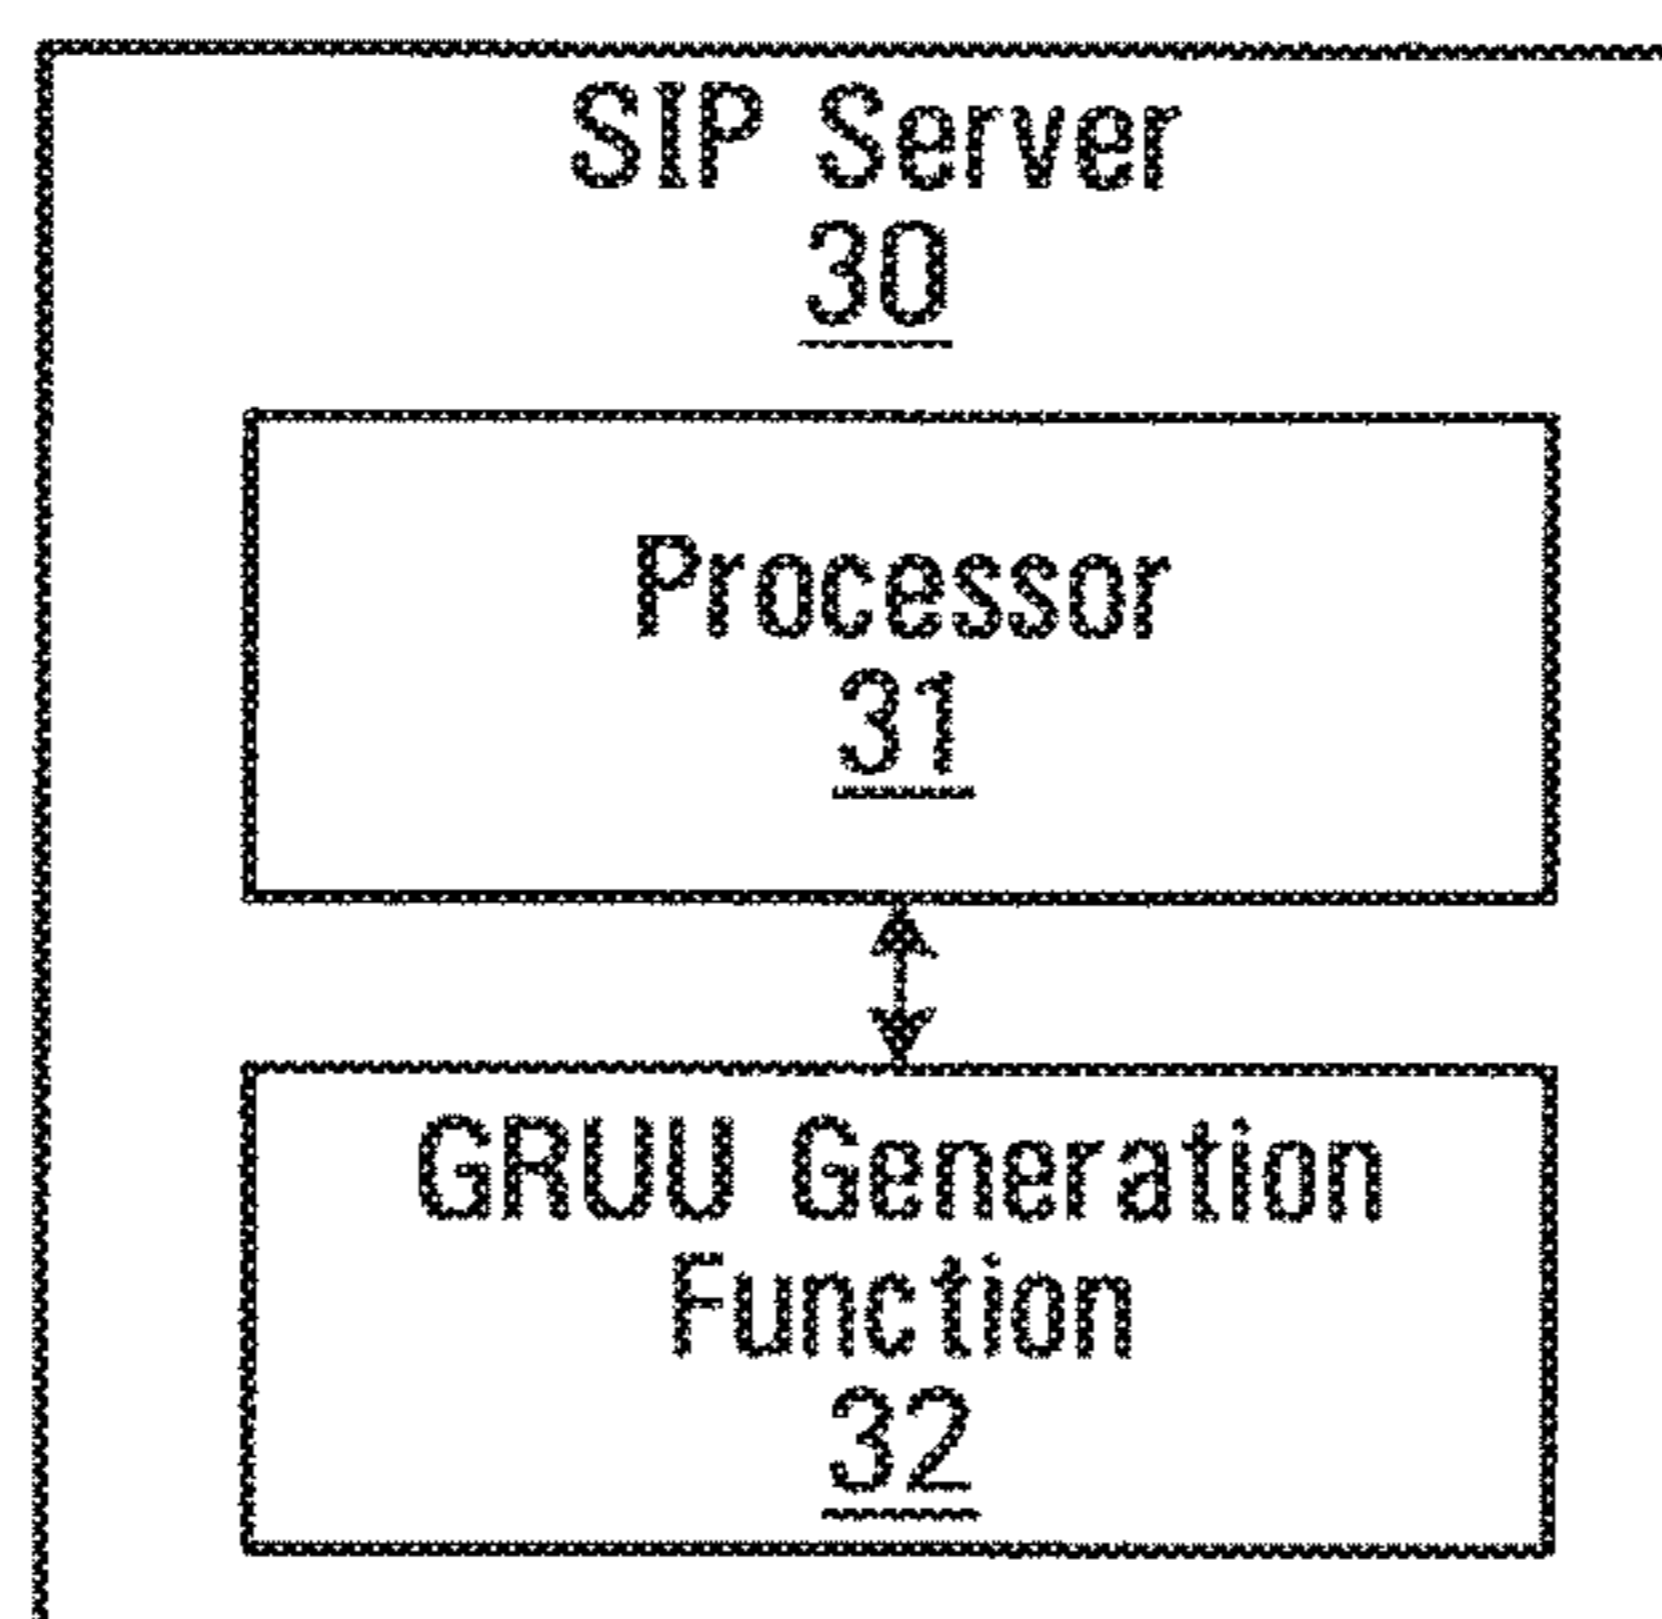 SIP Server
30
Processor
31
GRUU Generation
Function
32